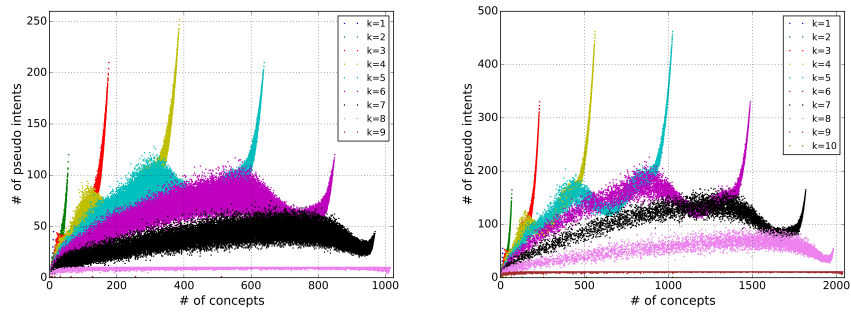 250
200
150
100
50
0
# of pseudo intents
0
200
400
600
800
1000
# of concepts
k=1
k=2
k=3
k=4
k=5
k=6
k=7
k=8
k=9
500
400
300
200
100
0
# of pseudo intents
0
500
1000
1500
2000
# of concepts
k=1
k=2
k=3
k=4
k=5
k=6
k=7
k=8
k=9
k=10